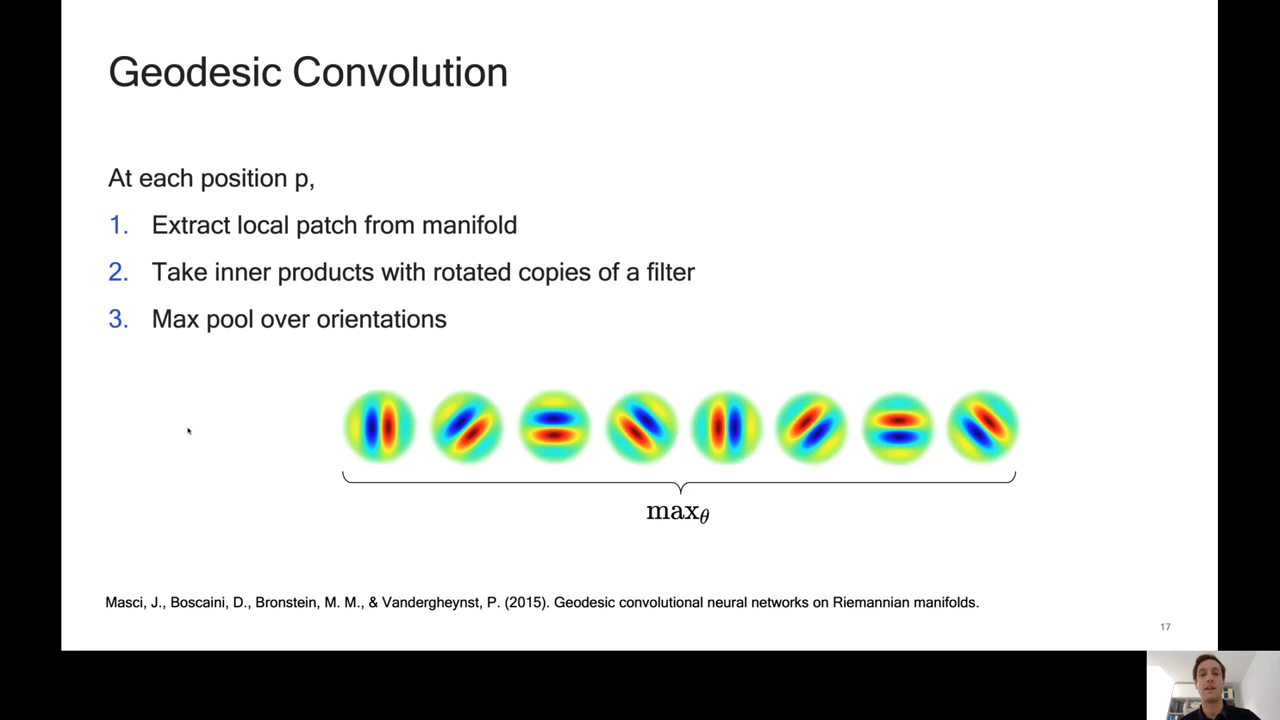 Geodesic Convolution
At each position p,
1. Extract local patch from manifold
2. Take inner products with rotated copies of a filter
3. Max pool over orientations
maxθ
Masci, J., Boscaini, D., Bronstein, M. M., & Vandergheynst, P. (2015). Geodesic convolutional neural networks on Riemannian manifolds.
17